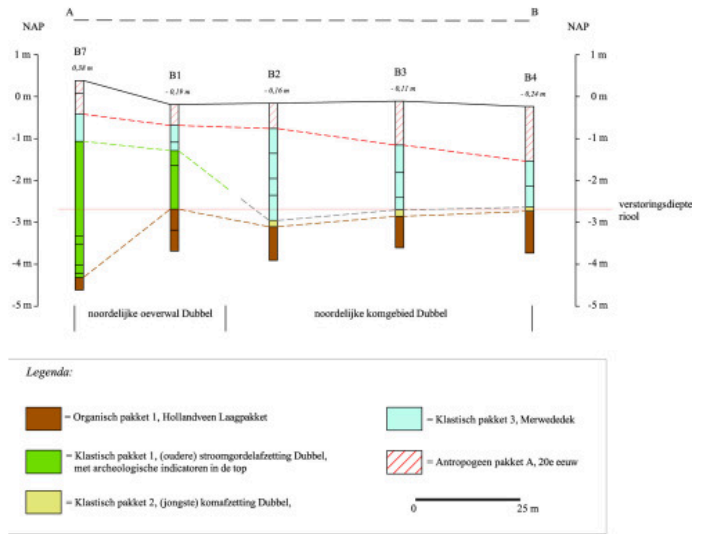 A
B
NAP
NAP
B7
0,38 m
B1
- 0,19 m
B2
- 0,16 m
B3
- 0,11 m
B4
- 0,24 m
1 m
0 m
-1 m
-2 m
-3 m
-4 m
-5 m
1 m
0 m
-1 m
-2 m
-3 m
-4 m
-5 m
verstoringsdiepte
riool
noordelijke oeverwal Dubbel
noordelijke komgebied Dubbel
Legenda:
= Organisch pakket 1, Hollandveen Laagpakket
= Klastisch pakket 1, (oudere) stroomgordelafzetting Dubbel,
met archeologische indicatoren in de top
= Klastisch pakket 2, (jongste) komafzetting Dubbel,
= Klastisch pakket 3, Merwededek
= Antropogeen pakket A, 20e eeuw
0
25 m